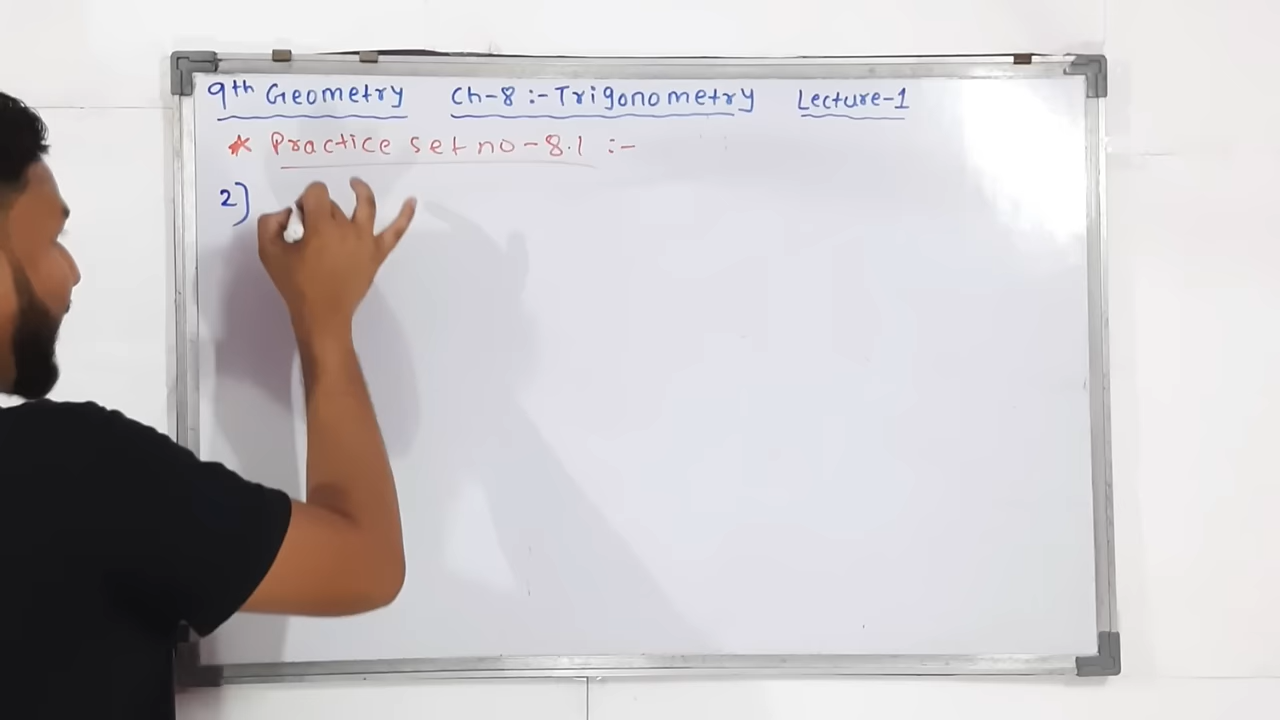 9th Geometry Ch-8 :- Trigonometry Lecture-1
* Practice set no - 8.1 :-
2)